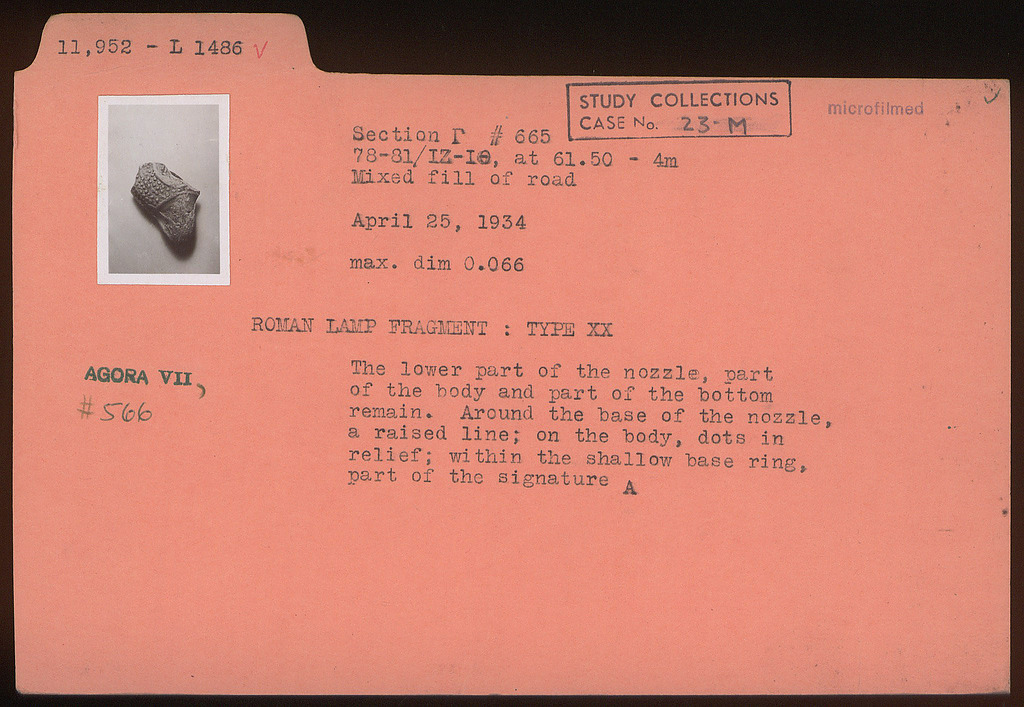 11,952 - L 1486 V
STUDY COLLECTIONS
CASE No. 23-M
microfilmed
Section Γ # 665
78-81/ΙΖ-ΙΘ, at 61.50 - 4m
Mixed fill of road
April 25, 1934
max. dim 0.066
ROMAN LAMP FRAGMENT : TYPE XX
AGORA VII,
#566
The lower part of the nozzle, part
of the body and part of the bottom
remain. Around the base of the nozzle,
a raised line; on the body, dots in
relief; within the shallow base ring,
part of the signature A